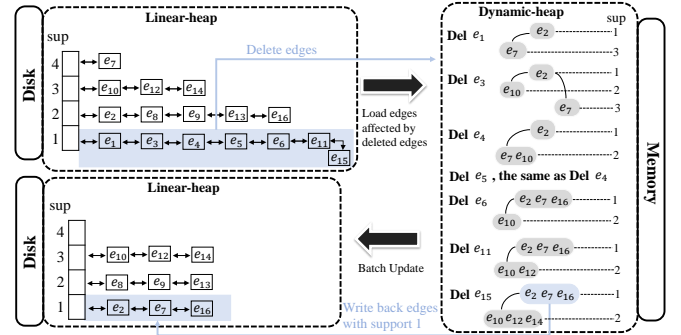 Linear-heap
sup
Disk
4
e7
3
e10 e12 e14
2
e2 e8 e9 e13 e16
1
e1 e3 e4 e5 e6 e11
e15
Delete edges
Load edges
affected by
deleted edges
Dynamic-heap
sup
Memory
Del e1
e2 1
e7 3
Del e3
e2 1
e10 2
e7 3
Del e4
e2 1
e7 e10 2
Del e5 , the same as Del e4
Del e6
e2 e7 e16 1
e10 2
Del e11
e2 e7 e16 1
e10 e12 2
Del e15
e2 e7 e16 1
e10 e12 e14 2
Linear-heap
sup
Disk
4
3
e10 e12 e14
2
e8 e9 e13
1
e2 e7 e16
Batch Update
Write back edges
with support 1